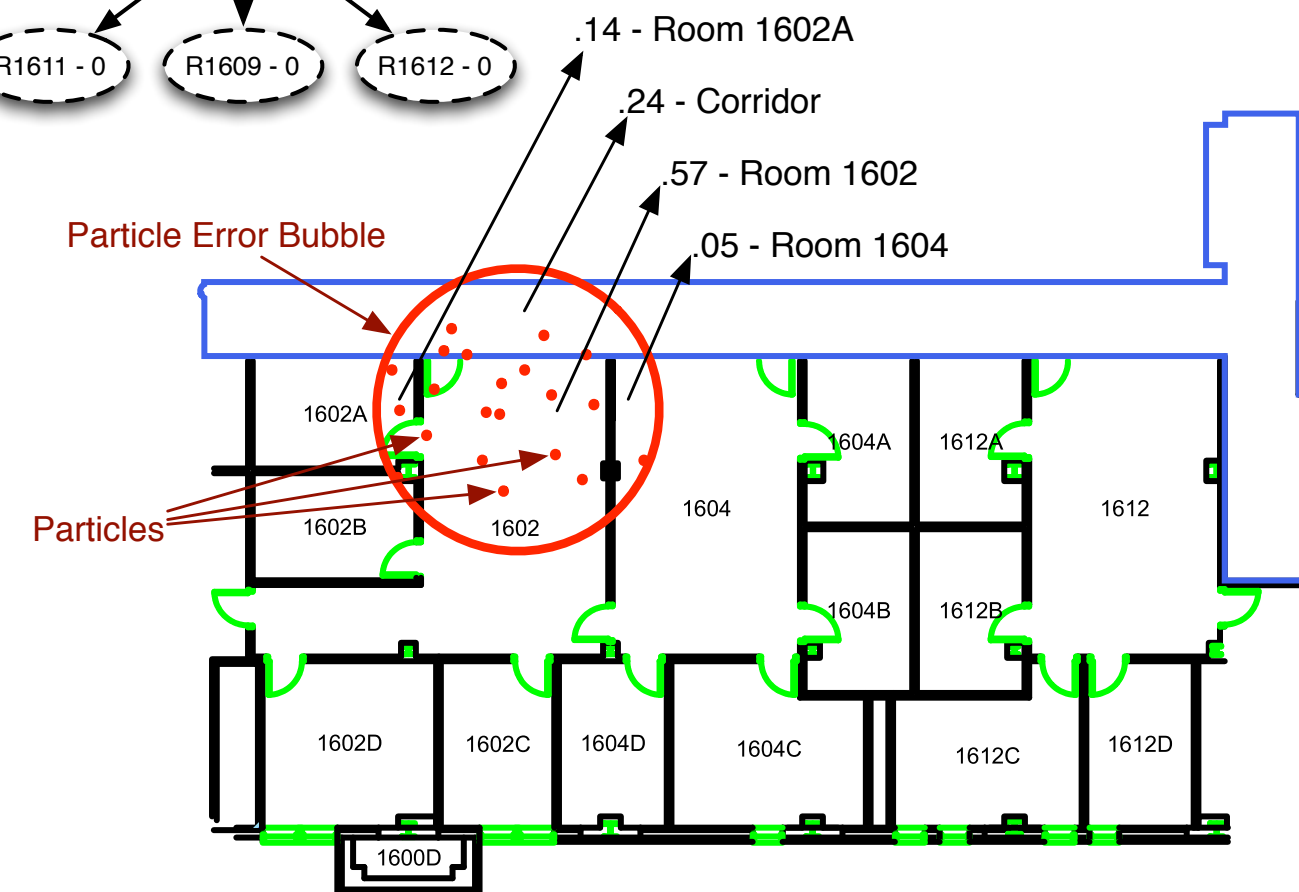 R1611 - 0
R1609 - 0
R1612 - 0
.14 - Room 1602A
.24 - Corridor
.57 - Room 1602
.05 - Room 1604
Particle Error Bubble
Particles
1602A
1602B
1602
1604
1604A
1612A
1604B
1612B
1612
1602D
1602C
1604D
1604C
1612C
1612D
1600D